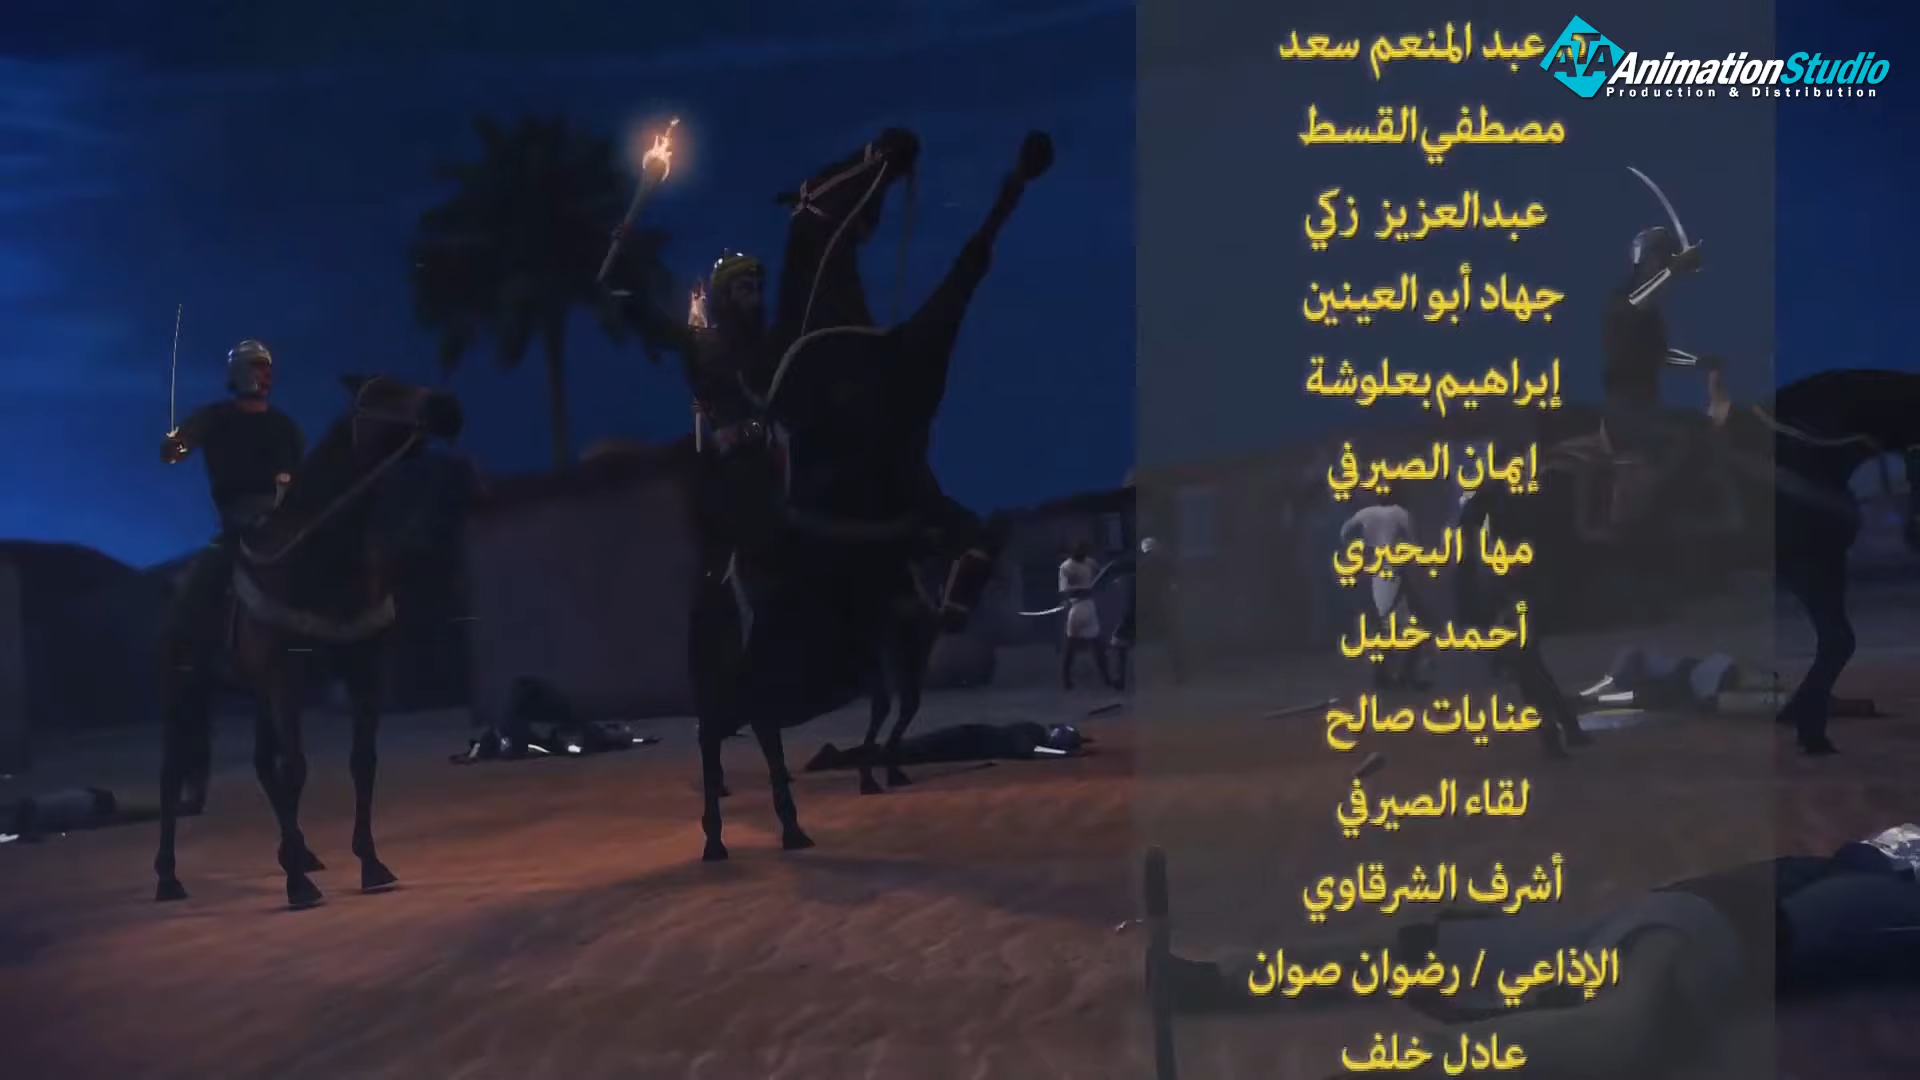 عبد المنعم سعد
ATA AnimationStudio
Production & Distribution
مصطفي القسط
عبدالعزيز زكي
جهاد أبو العينين
إبراهيم بعلوشة
إيمان الصيرفي
مها البحيري
أحمد خليل
عنايات صالح
لقاء الصيرفي
أشرف الشرقاوي
الإذاعي / رضوان صوان
عادل خلف